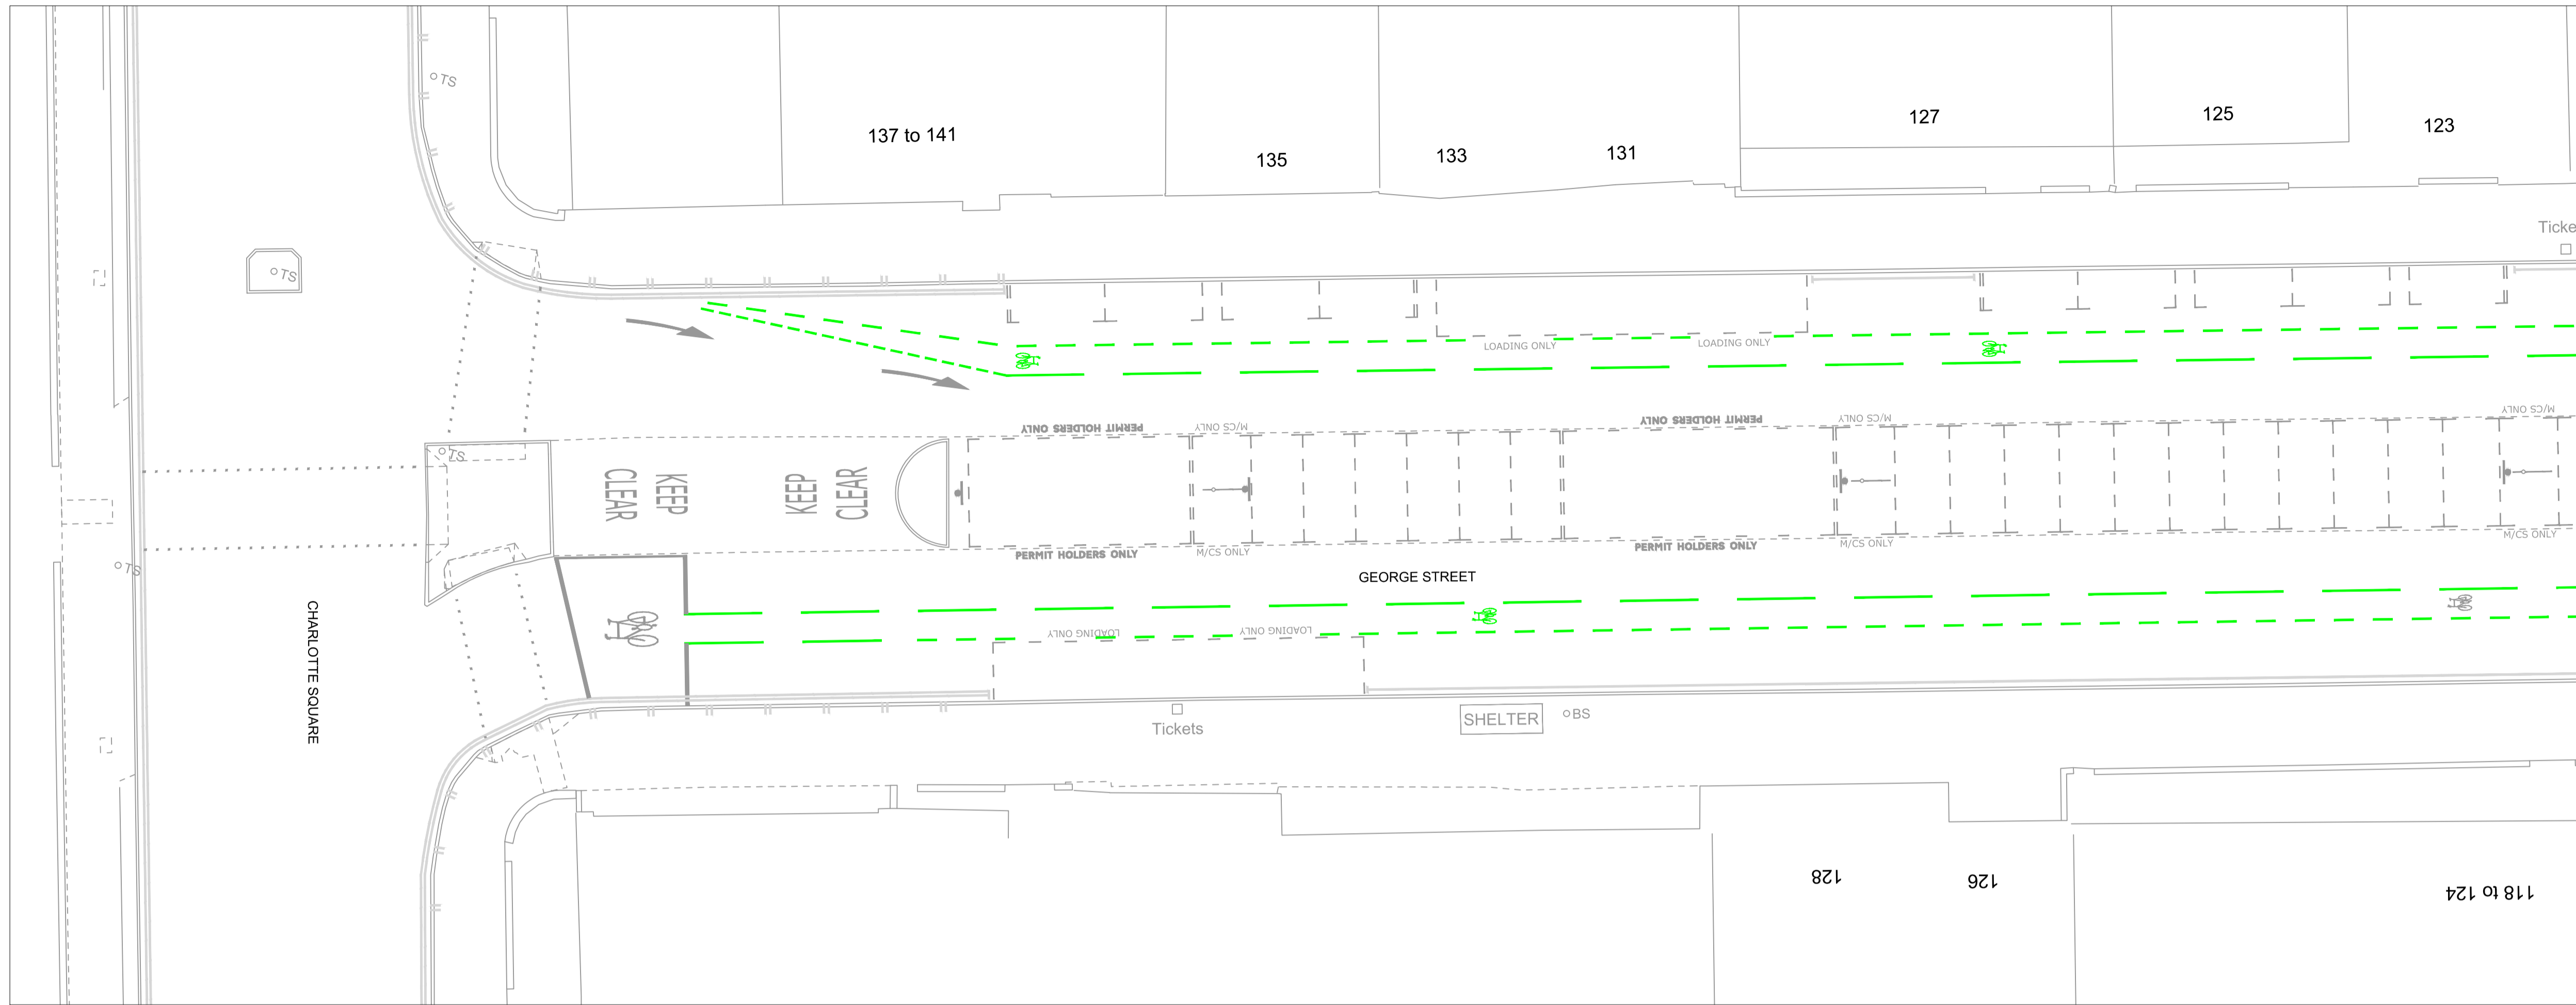 TS
137 to 141
135
133
131
127
125
123
TS
Ticke
LOADING ONLY
LOADING ONLY
PERMIT HOLDERS ONLY
M/CS ONLY
PERMIT HOLDERS ONLY
M/CS ONLY
M/CS ONLY
TS
KEEP
CLEAR
KEEP
CLEAR
PERMIT HOLDERS ONLY
M/CS ONLY
PERMIT HOLDERS ONLY
M/CS ONLY
M/CS ONLY
TS
GEORGE STREET
CHARLOTTE SQUARE
LOADING ONLY
LOADING ONLY
Tickets
SHELTER
BS
128
126
118 to 124